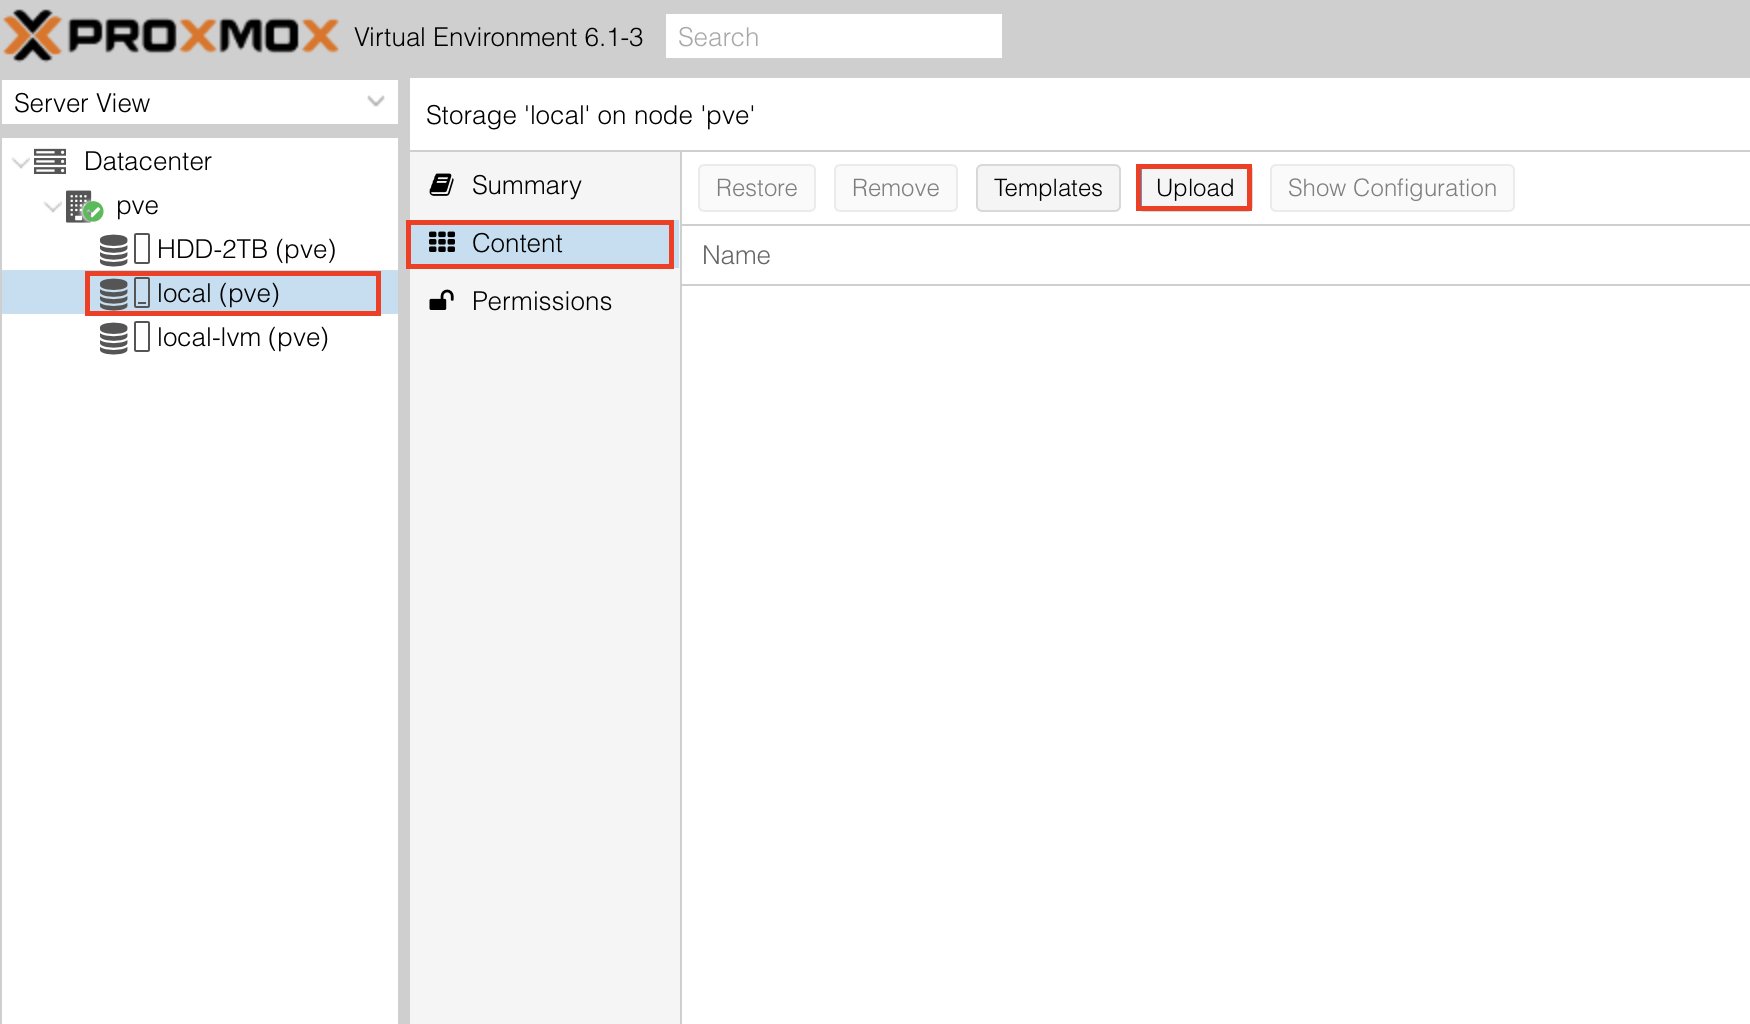 PROXMOX Virtual Environment 6.1-3 Search
Server View
Datacenter
pve
HDD-2TB (pve)
local (pve)
local-lvm (pve)
Storage 'local' on node 'pve'
Summary
Content
Permissions
Restore Remove Templates Upload Show Configuration
Name